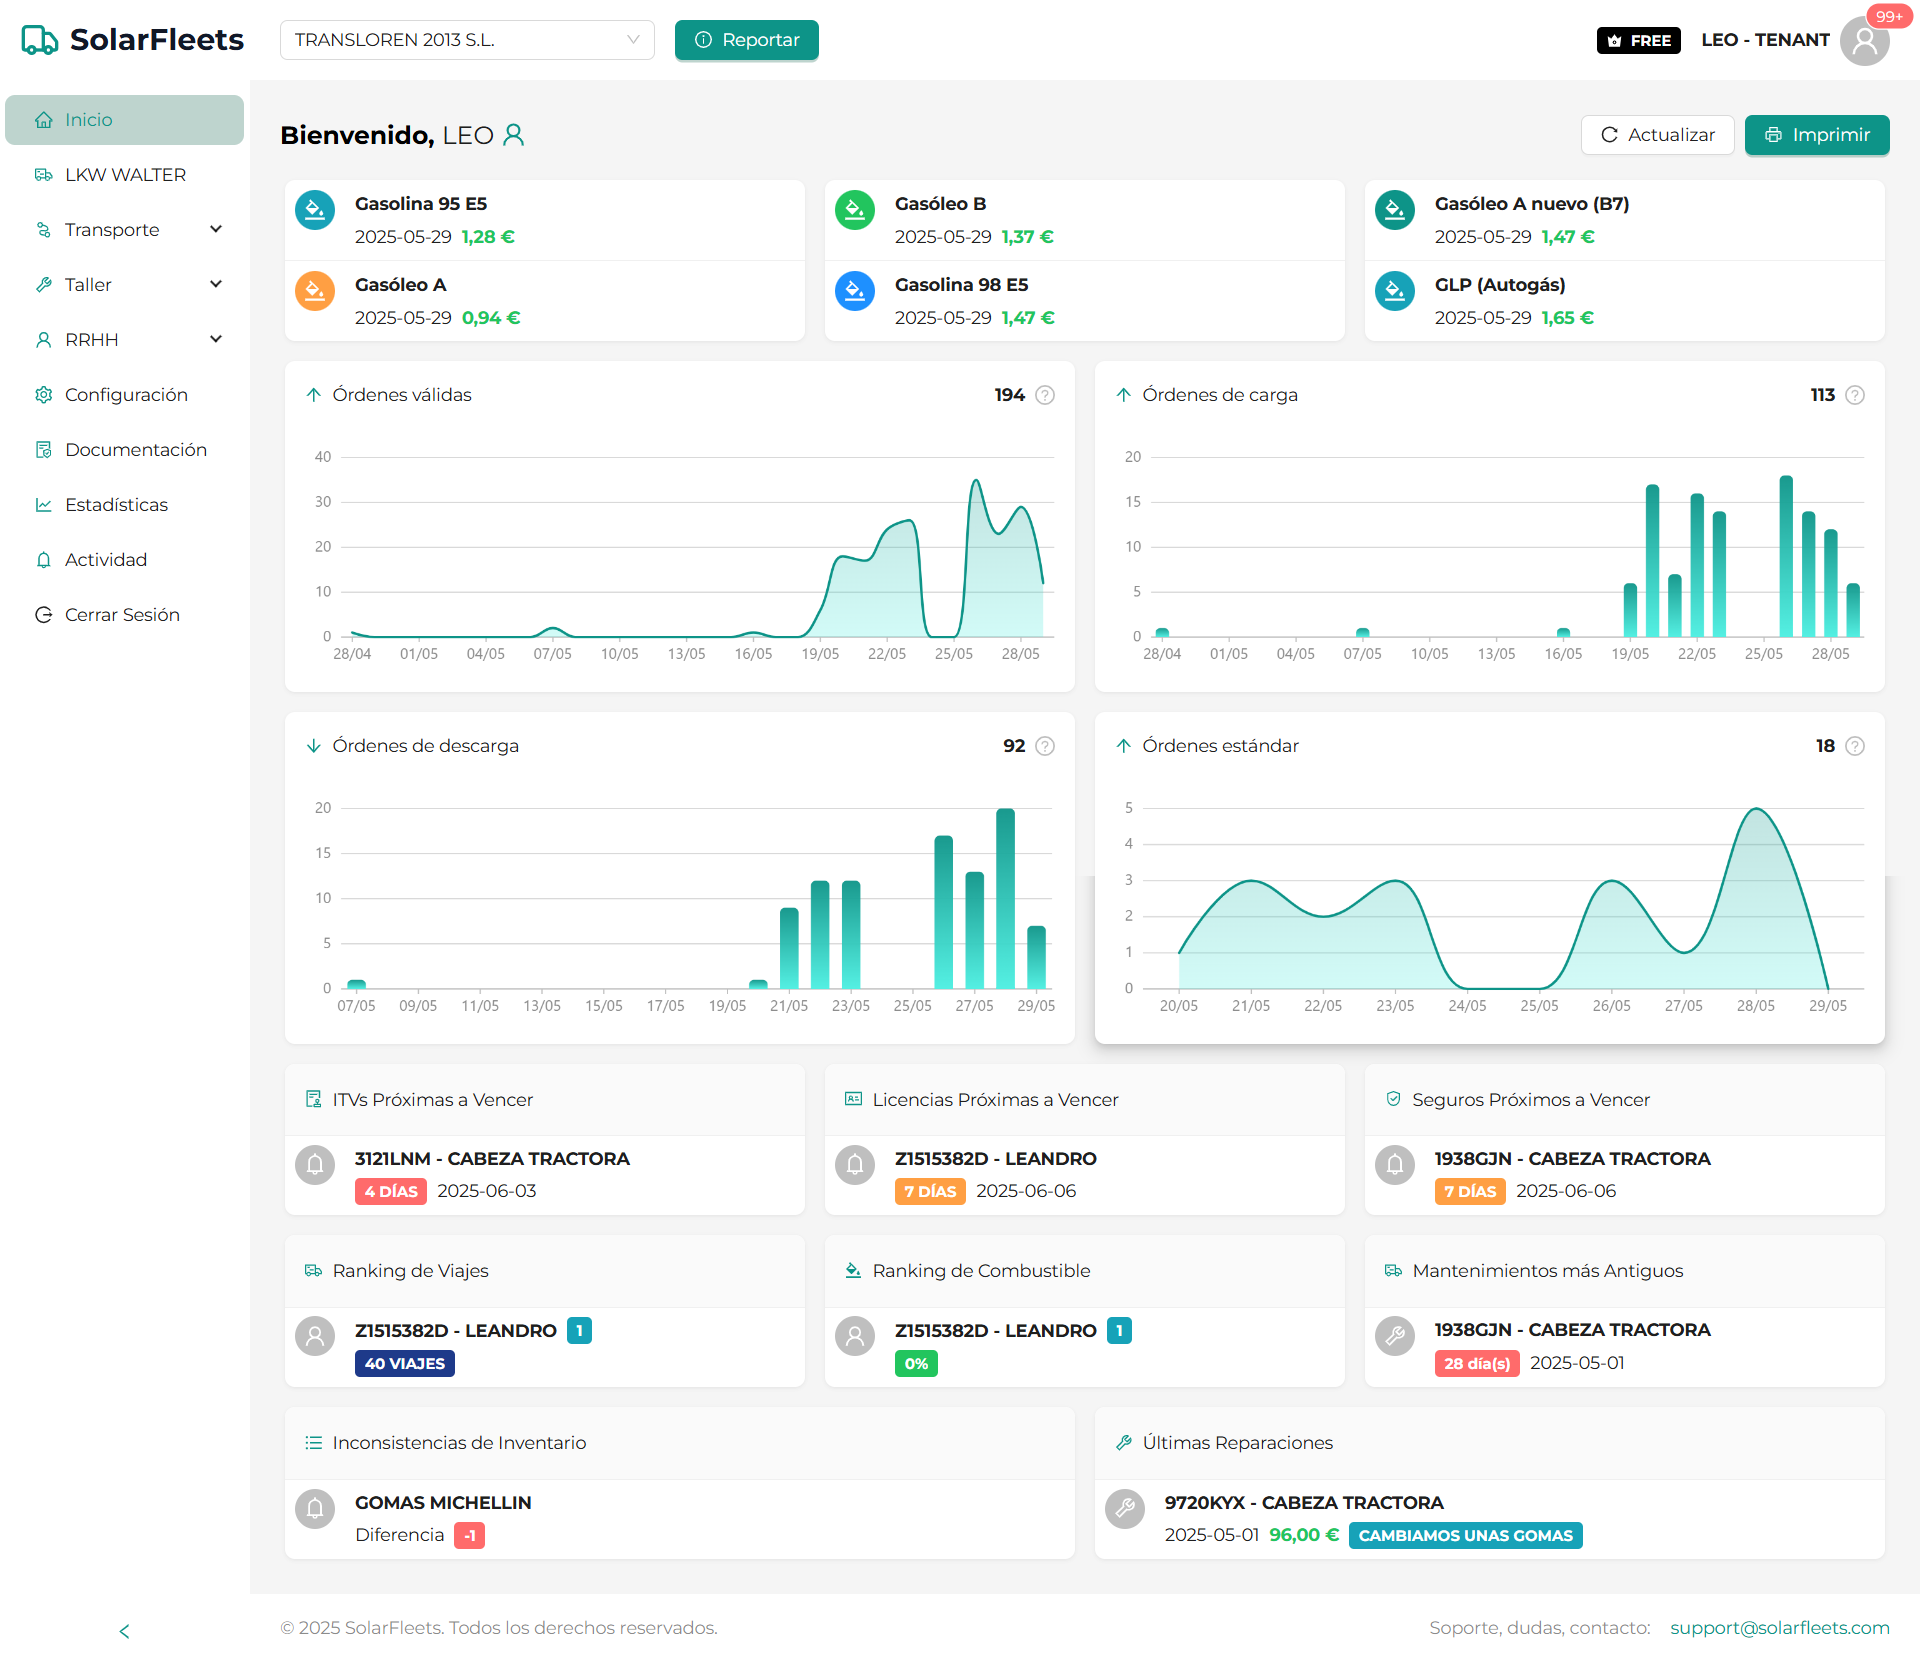 SolarFleets
TRANSLOREN 2013 S.L.
Reportar
FREE
LEO - TENANT
99+
Inicio
LKW WALTER
Transporte
Taller
RRHH
Configuración
Documentación
Estadísticas
Actividad
Cerrar Sesión
Bienvenido, LEO
Actualizar
Imprimir
Gasolina 95 E5
2025-05-29 1,28 €
Gasóleo B
2025-05-29 1,37 €
Gasóleo A nuevo (B7)
2025-05-29 1,47 €
Gasóleo A
2025-05-29 0,94 €
Gasolina 98 E5
2025-05-29 1,47 €
GLP (Autogás)
2025-05-29 1,65 €
Órdenes válidas 194
40
30
20
10
0
28/04 01/05 04/05 07/05 10/05 13/05 16/05 19/05 22/05 25/05 28/05
Órdenes de carga 113
20
15
10
5
0
28/04 01/05 04/05 07/05 10/05 13/05 16/05 19/05 22/05 25/05 28/05
Órdenes de descarga 92
20
15
10
5
0
07/05 09/05 11/05 13/05 15/05 17/05 19/05 21/05 23/05 25/05 27/05 29/05
Órdenes estándar 18
5
4
3
2
1
0
20/05 21/05 22/05 23/05 24/05 25/05 26/05 27/05 28/05 29/05
ITVs Próximas a Vencer
3121LNM - CABEZA TRACTORA
4 DÍAS 2025-06-03
Licencias Próximas a Vencer
Z1515382D - LEANDRO
7 DÍAS 2025-06-06
Seguros Próximos a Vencer
1938GJN - CABEZA TRACTORA
7 DÍAS 2025-06-06
Ranking de Viajes
Z1515382D - LEANDRO 1
40 VIAJES
Ranking de Combustible
Z1515382D - LEANDRO 1
0%
Mantenimientos más Antiguos
1938GJN - CABEZA TRACTORA
28 día(s) 2025-05-01
Inconsistencias de Inventario
GOMAS MICHELLIN
Diferencia -1
Últimas Reparaciones
9720KYX - CABEZA TRACTORA
2025-05-01 96,00 € CAMBIAMOS UNAS GOMAS
© 2025 SolarFleets. Todos los derechos reservados.
Soporte, dudas, contacto: support@solarfleets.com